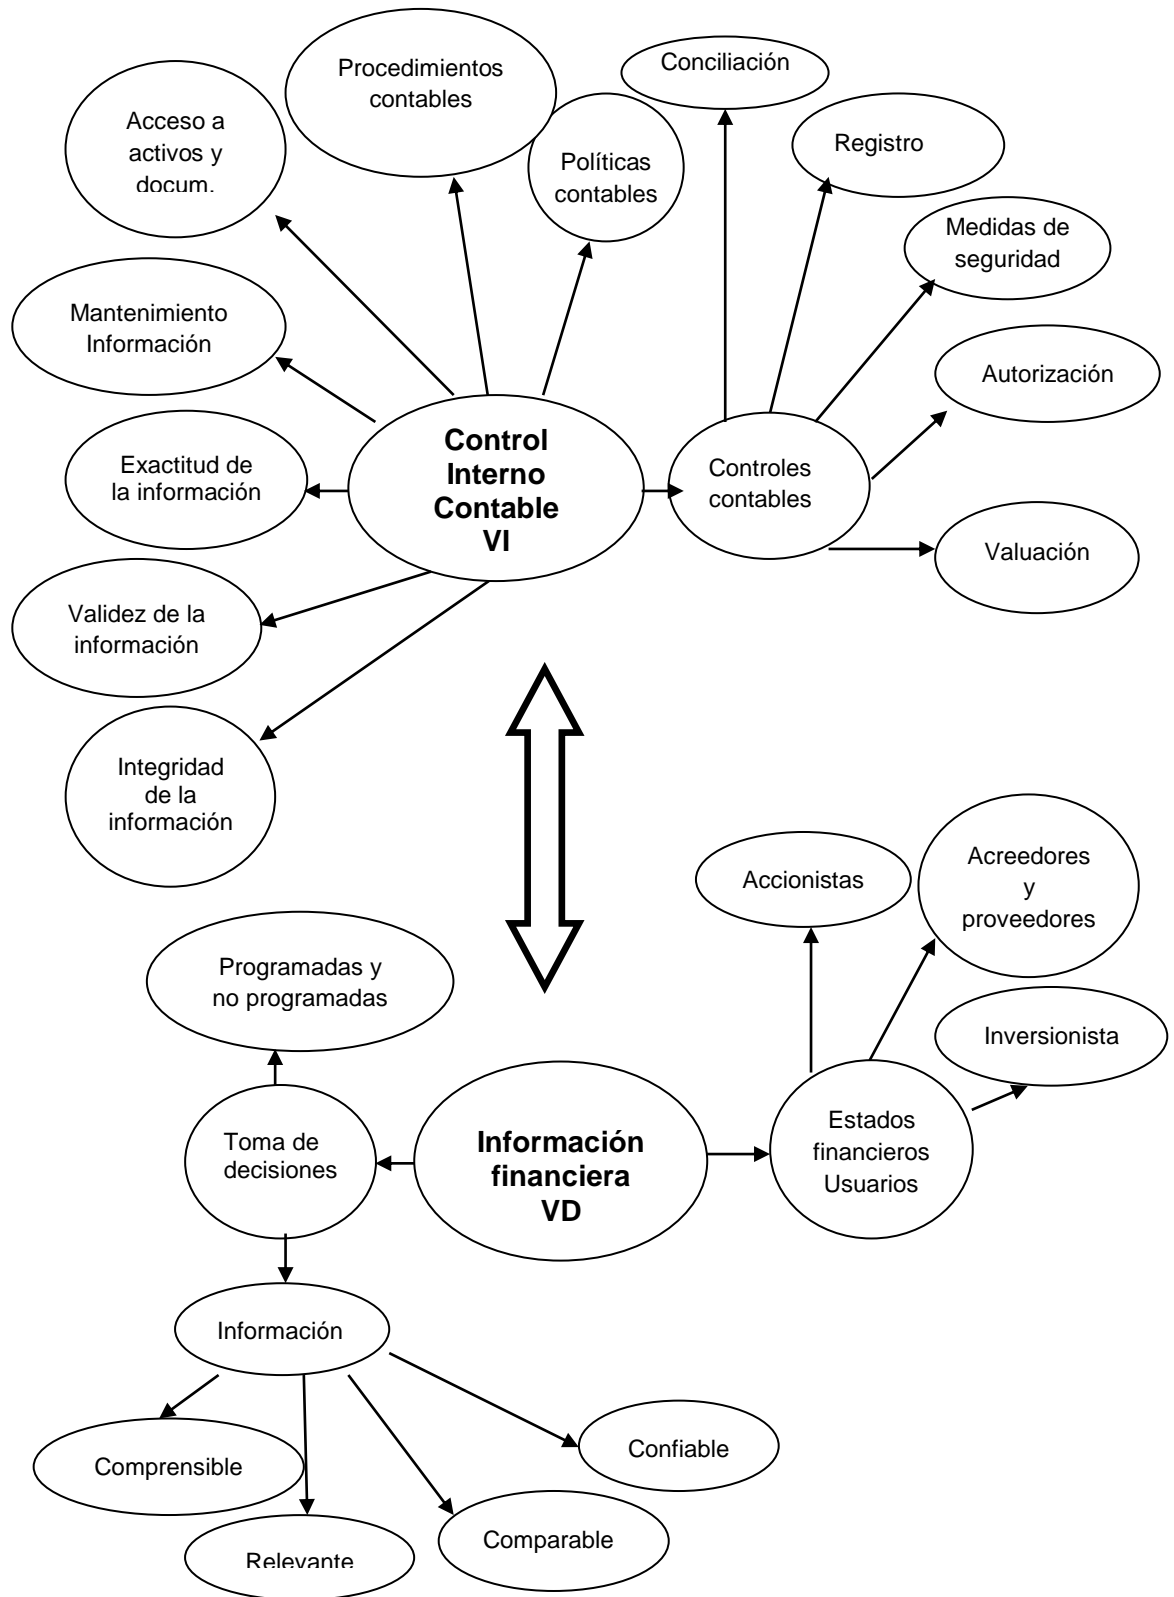 Procedimientos
contables
Conciliación
Acceso a
activos y
docum.
Políticas
contables
Registro
Medidas de
seguridad
Mantenimiento
Información
Autorización
Control
Interno
Contable
VI
Exactitud de
la información
Controles
contables
Valuación
Validez de la
información
Integridad
de la
información
Accionistas
Acreedores
y
proveedores
Programadas y
no programadas
Inversionista
Toma de
decisiones
Información
financiera
VD
Estados
financieros
Usuarios
Información
Comprensible
Confiable
Comparable
Relevante